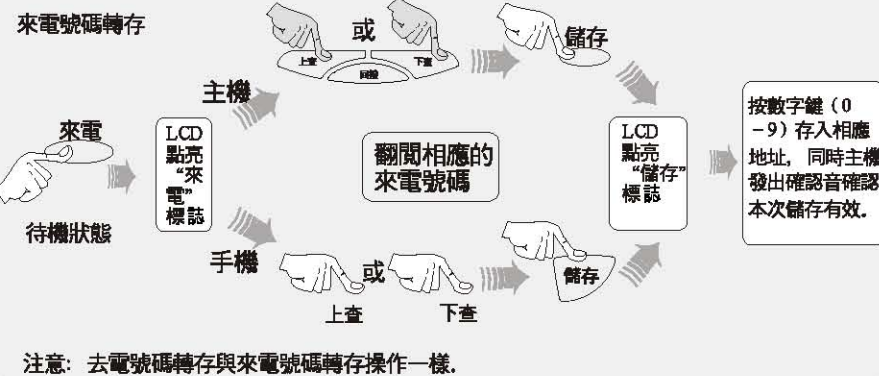 來電號碼轉存
或
上查
回撥
下查
儲存
主機
來電
待機狀態
LCD
點亮
“來
電”
標誌
翻閱相應的
來電號碼
LCD
點亮
“儲存”
標誌
按數字鍵（0
－9）存入相應
地址，同時主機
發出確認音確認
本次儲存有效．
手機
或
上查
下查
儲存
注意：去電號碼轉存與來電號碼轉存操作一樣．